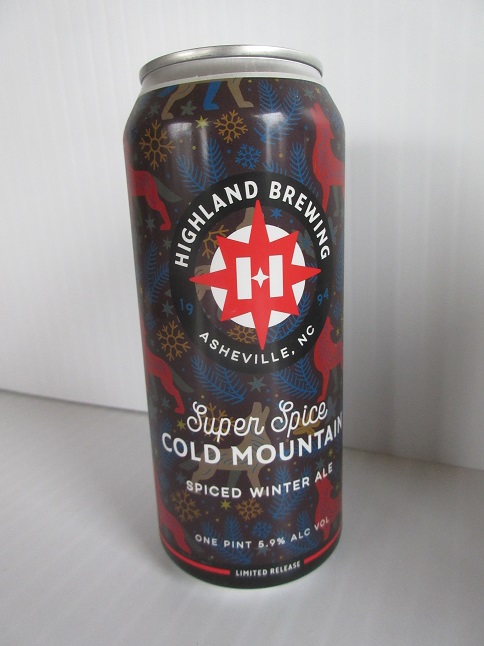 HIGHLAND BREWING
H
19 94
ASHEVILLE, NC
Super Spice
COLD MOUNTAIN
SPICED WINTER ALE
ONE PINT 5.9% ALC VOL
LIMITED RELEASE